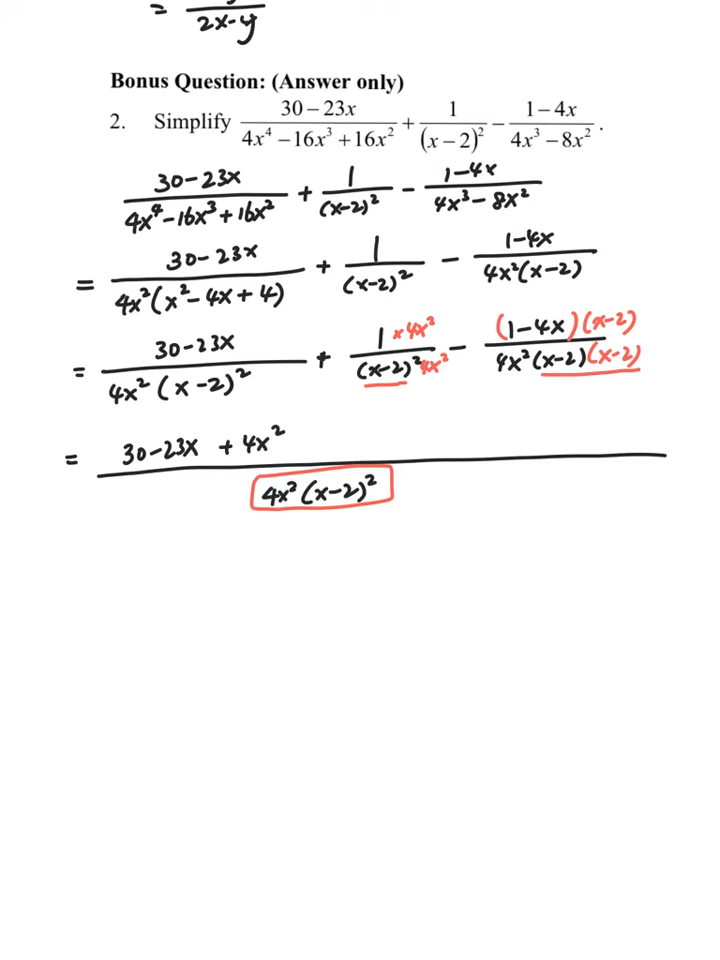 = 2x-y
Bonus Question: (Answer only)
2. Simplify (30 – 23x)/(4x⁴ – 16x³ + 16x²) + 1/(x – 2)² – (1 – 4x)/(4x³ – 8x²).
(30-23x)/(4x⁴-16x³+16x²) + 1/(x-2)² - (1-4x)/(4x³-8x²)
= (30-23x)/(4x²(x²-4x+4)) + 1/(x-2)² - (1-4x)/(4x²(x-2))
= (30-23x)/(4x²(x-2)²) + (1 × 4x²)/((x-2)² 4x²) - ((1-4x)(x-2))/(4x²(x-2)(x-2))
= (30-23x + 4x²)/(4x²(x-2)²)